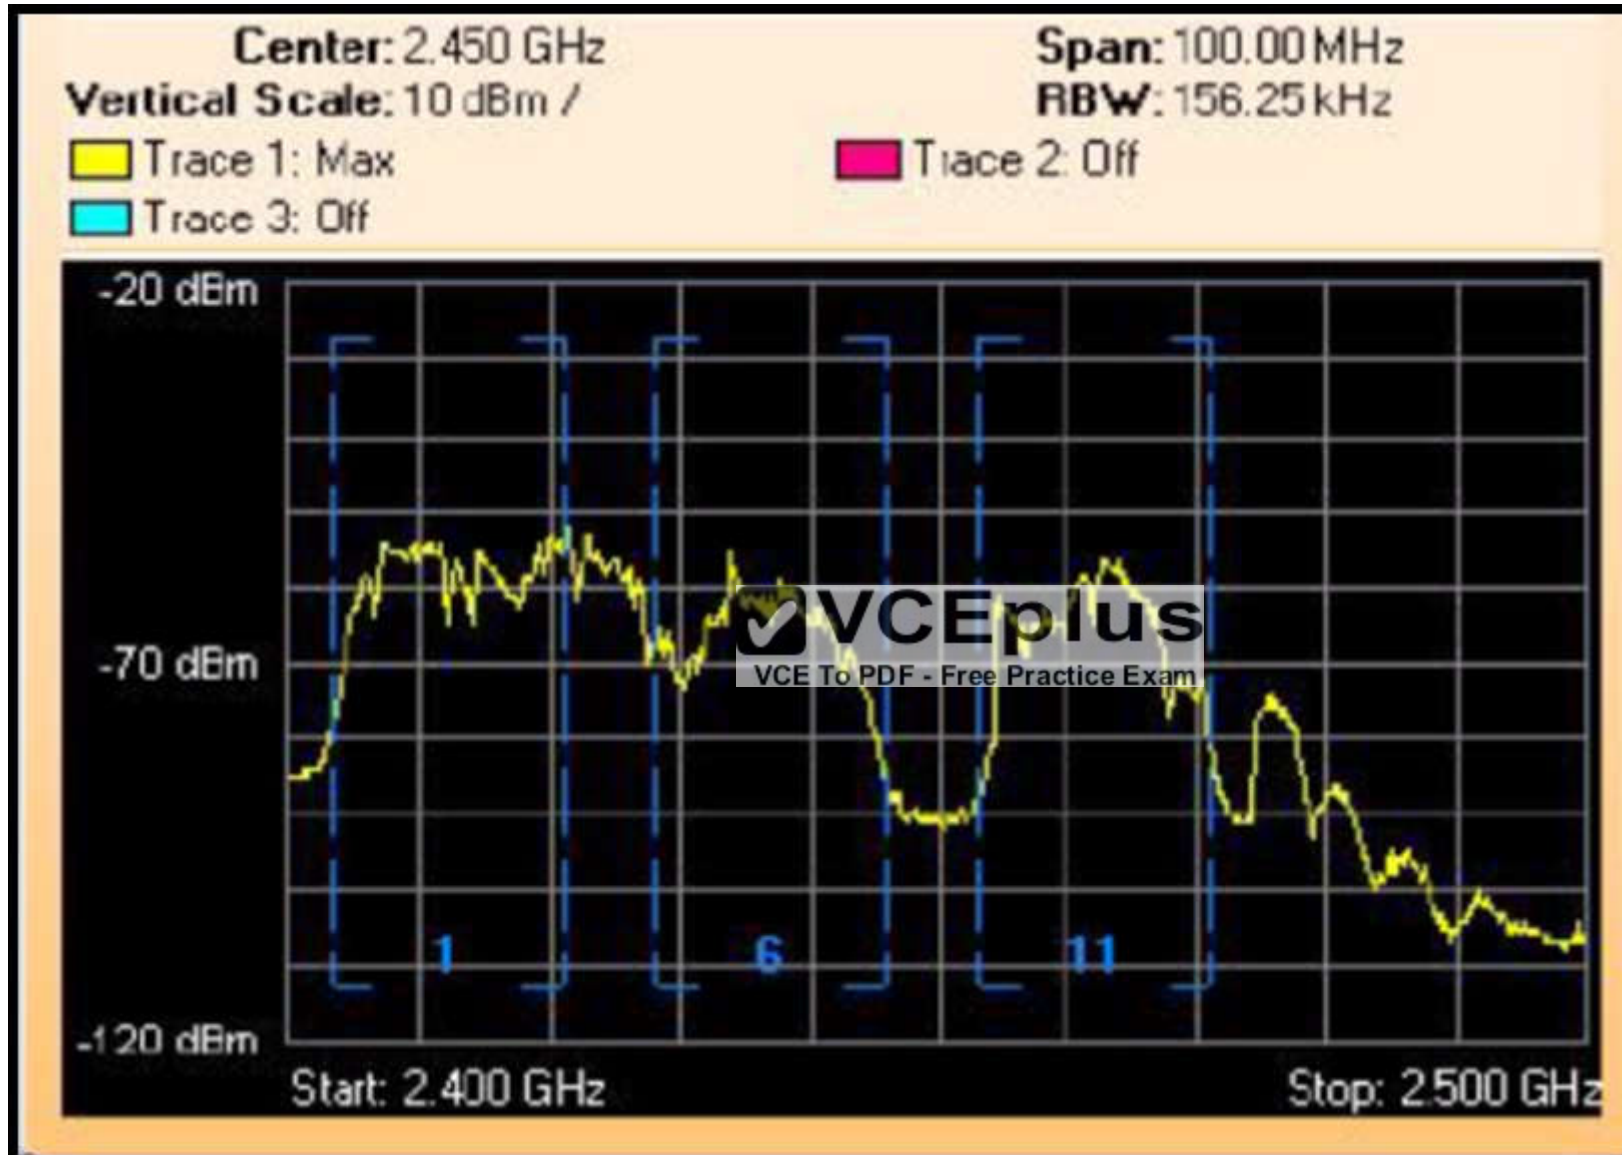 Center: 2.450 GHz Span: 100.00 MHz
Vertical Scale: 10 dBm / RBW: 156.25 kHz
Trace 1: Max Trace 2: Off
Trace 3: Off
-20 dBm
VCEplus
-70 dBm
VCE To PDF - Free Practice Exam
1 6 11
-120 dBm
Start: 2.400 GHz Stop: 2.500 GHz